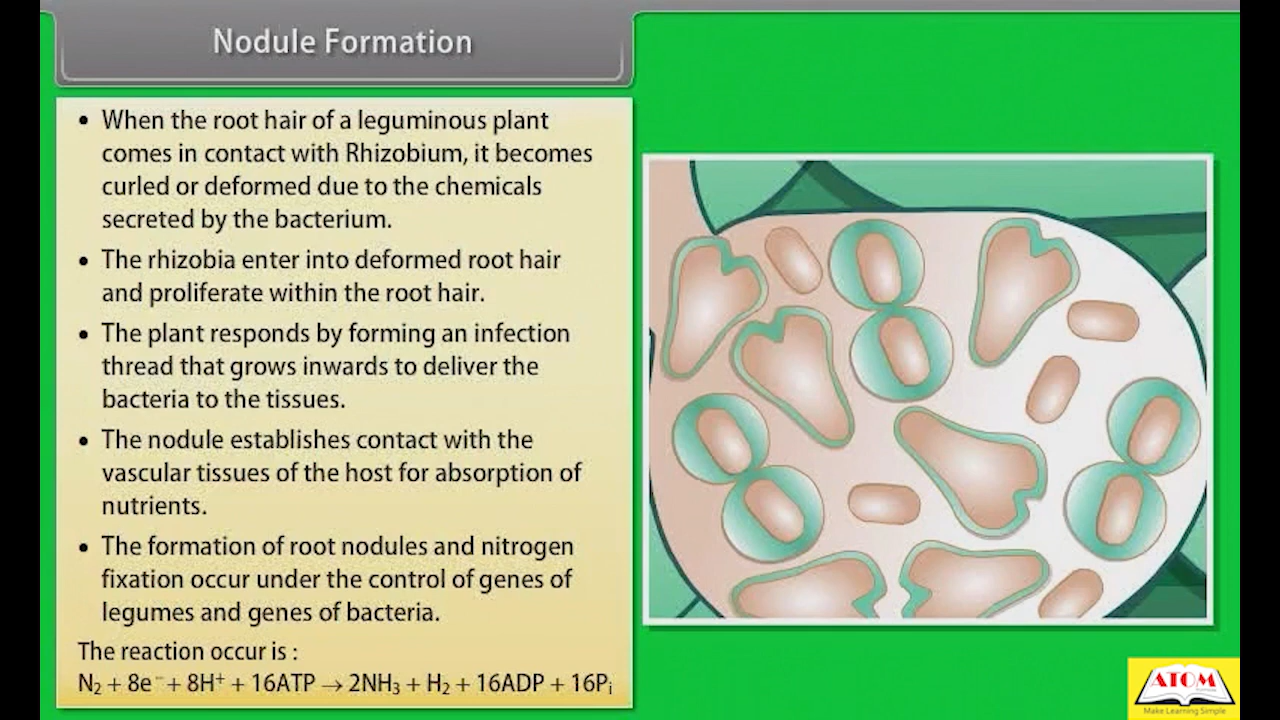 Nodule Formation
• When the root hair of a leguminous plant
comes in contact with Rhizobium, it becomes
curled or deformed due to the chemicals
secreted by the bacterium.
• The rhizobia enter into deformed root hair
and proliferate within the root hair.
• The plant responds by forming an infection
thread that grows inwards to deliver the
bacteria to the tissues.
• The nodule establishes contact with the
vascular tissues of the host for absorption of
nutrients.
• The formation of root nodules and nitrogen
fixation occur under the control of genes of
legumes and genes of bacteria.
The reaction occur is :
N₂ + 8e⁻ + 8H⁺ + 16ATP → 2NH₃ + H₂ + 16ADP + 16Pᵢ
ATOM
Make Learning Simple